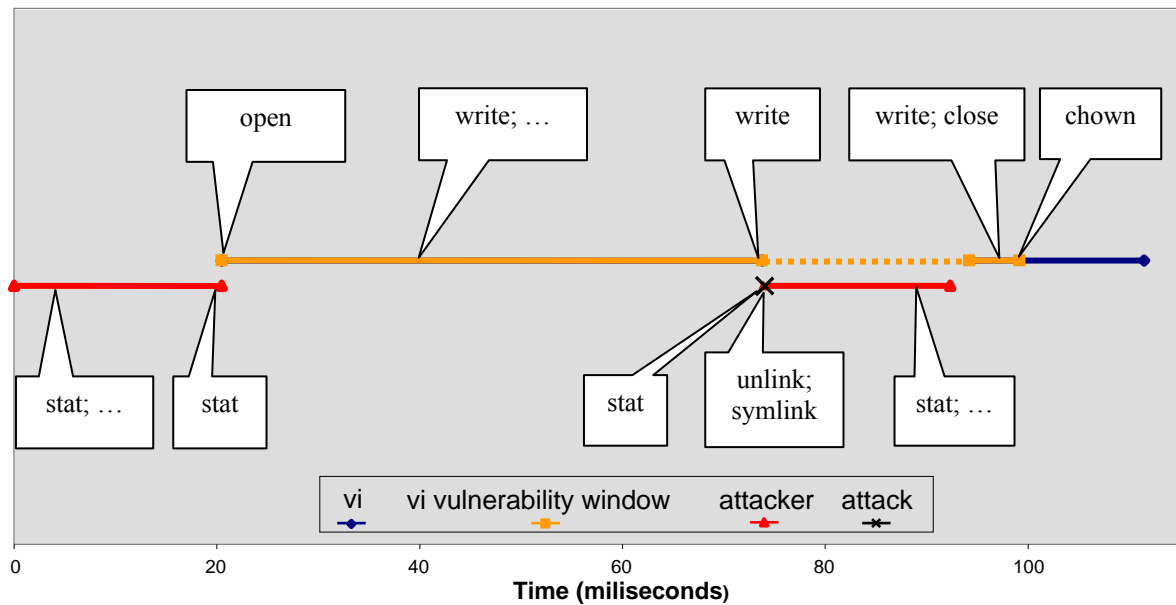 open
write; …
write
write; close
chown
stat; …
stat
stat
unlink;
symlink
stat; …
vi vi vulnerability window attacker attack
0 20 40 60 80 100
Time (miliseconds)